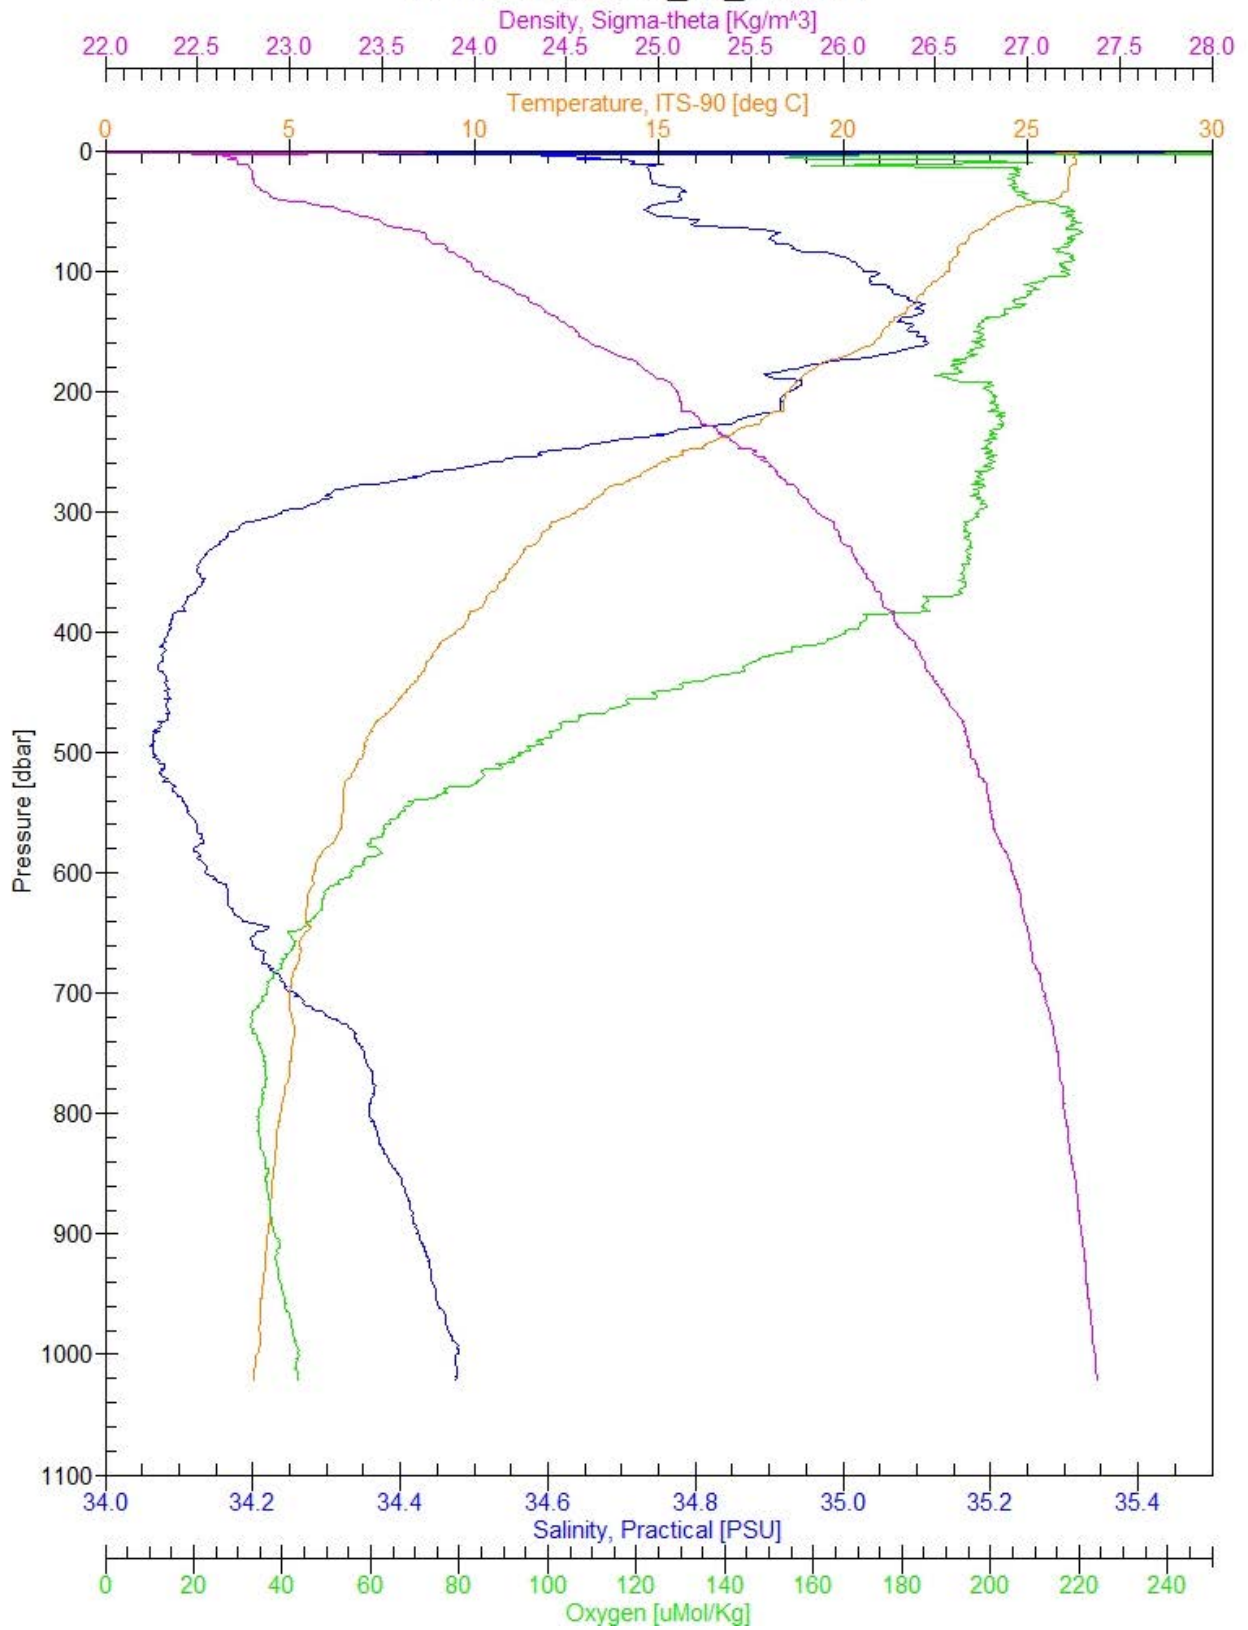 Density, Sigma-theta [Kg/m^3]
22.0 22.5 23.0 23.5 24.0 24.5 25.0 25.5 26.0 26.5 27.0 27.5 28.0
Temperature, ITS-90 [deg C]
0 5 10 15 20 25 30
0
100
200
300
400
500
600
700
800
900
1000
1100
Pressure [dbar]
34.0 34.2 34.4 34.6 34.8 35.0 35.2 35.4
Salinity, Practical [PSU]
0 20 40 60 80 100 120 140 160 180 200 220 240
Oxygen [uMol/Kg]